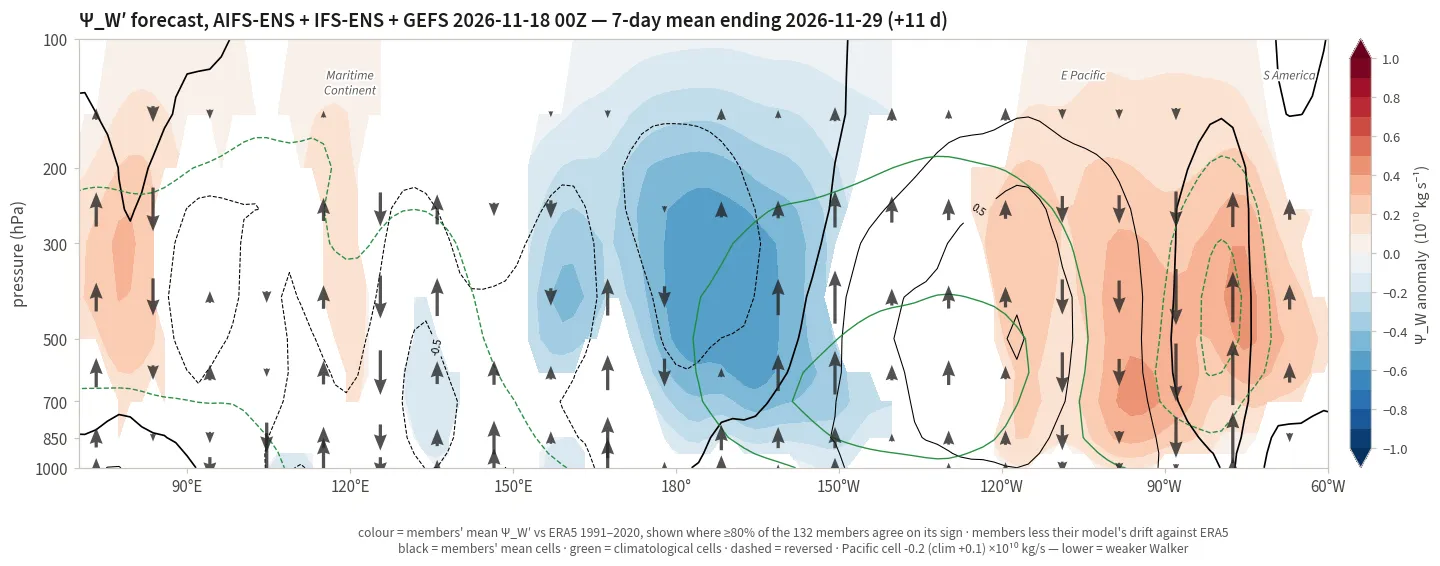 Ψ_W′ forecast, AIFS-ENS + IFS-ENS + GEFS 2026-11-18 00Z — 7-day mean ending 2026-11-29 (+11 d)
pressure (hPa)
100
200
300
400
500
700
850
1000
Maritime
Continent
E Pacific
S America
0.5
-0.5
90°E
120°E
150°E
180°
150°W
120°W
90°W
60°W
1.0
0.8
0.6
0.4
0.2
0.0
−0.2
−0.4
−0.6
−0.8
−1.0
Ψ_W anomaly (10¹⁰ kg s⁻¹)
colour = members' mean Ψ_W′ vs ERA5 1991–2020, shown where ≥80% of the 132 members agree on its sign · members less their model's drift against ERA5
black = members' mean cells · green = climatological cells · dashed = reversed · Pacific cell -0.2 (clim +0.1) ×10¹⁰ kg/s — lower = weaker Walker